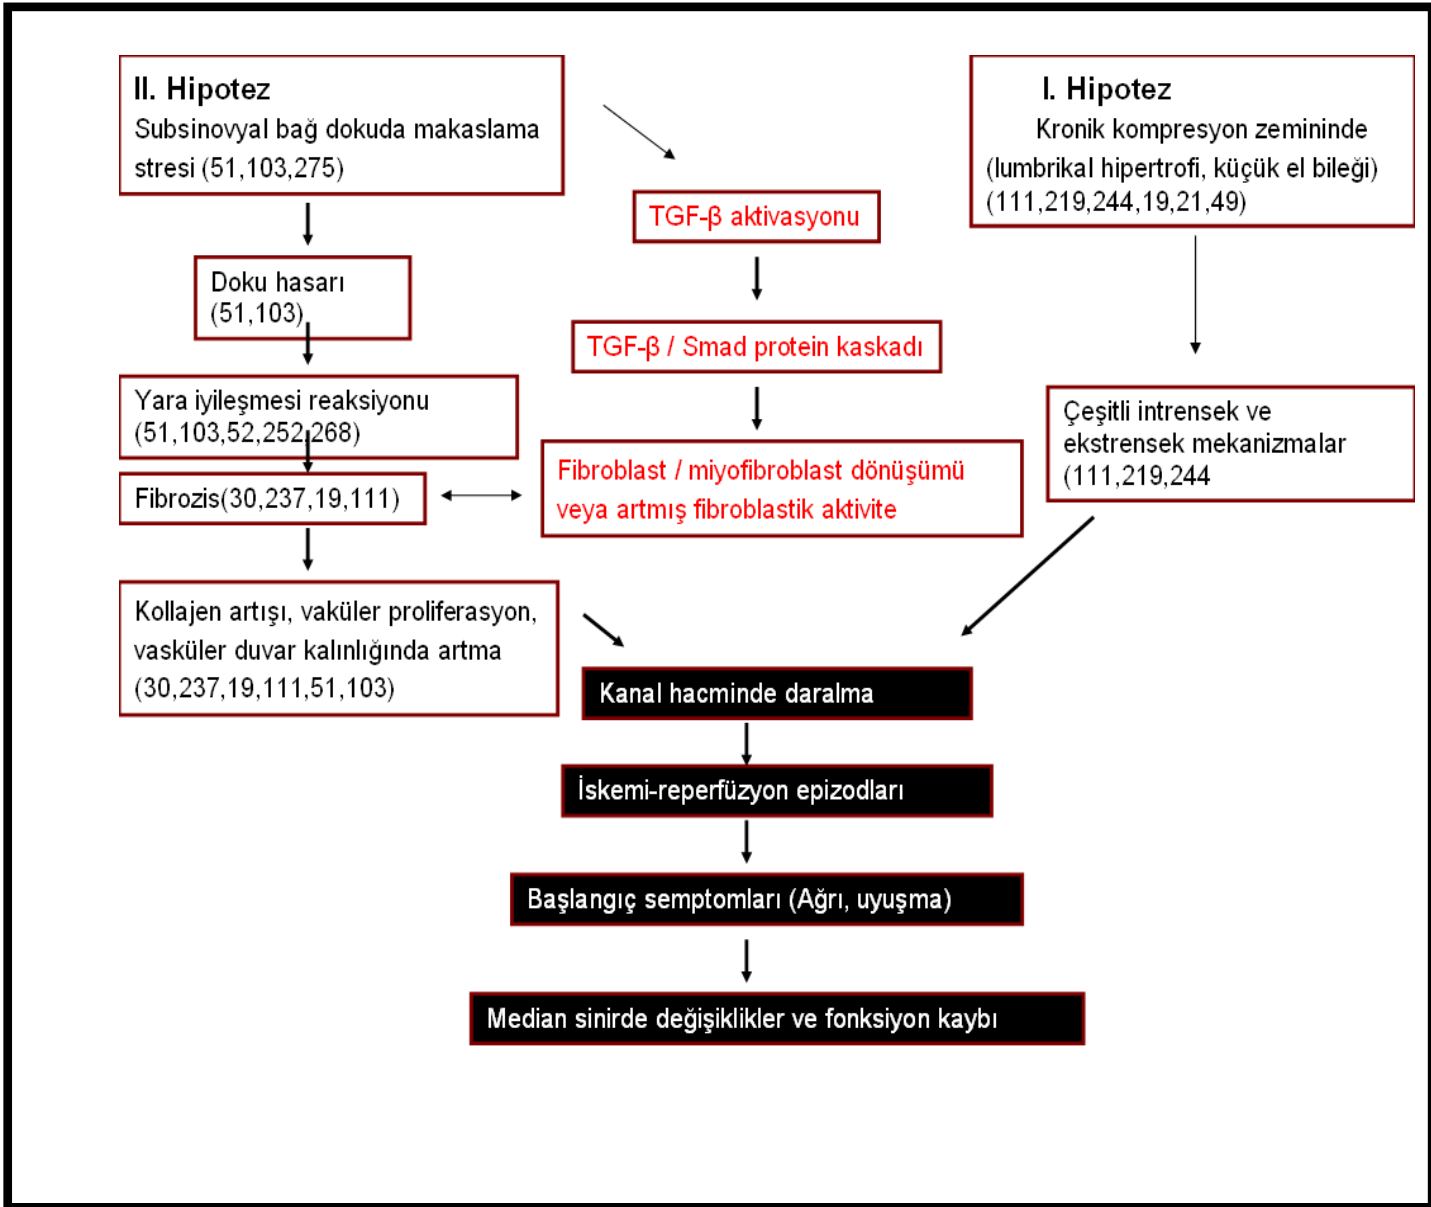 II. Hipotez
Subsinovyal bağ dokuda makaslama
stresi (51,103,275)
I. Hipotez
Kronik kompresyon zemininde
(lumbrikal hipertrofi, küçük el bileği)
(111,219,244,19,21,49)
TGF-β aktivasyonu
Doku hasarı
(51,103)
TGF-β / Smad protein kaskadı
Yara iyileşmesi reaksiyonu
(51,103,52,252,268)
Çeşitli intrensek ve
ekstrensek mekanizmalar
(111,219,244
Fibrozis(30,237,19,111)
Fibroblast / miyofibroblast dönüşümü
veya artmış fibroblastik aktivite
Kollajen artışı, vaküler proliferasyon,
vasküler duvar kalınlığında artma
(30,237,19,111,51,103)
Kanal hacminde daralma
İskemi-reperfüzyon epizodları
Başlangıç semptomları (Ağrı, uyuşma)
Median sinirde değişiklikler ve fonksiyon kaybı